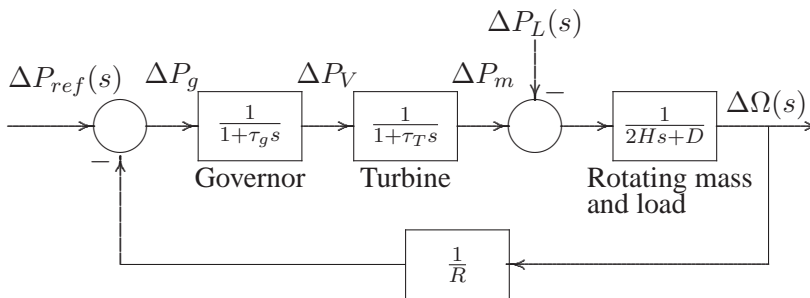 ΔP_L(s)
ΔP_ref(s)
ΔP_g
ΔP_V
ΔP_m
−
1/(1+τ_g s)
1/(1+τ_T s)
1/(2Hs+D)
ΔΩ(s)
−
Governor
Turbine
Rotating mass
and load
1/R